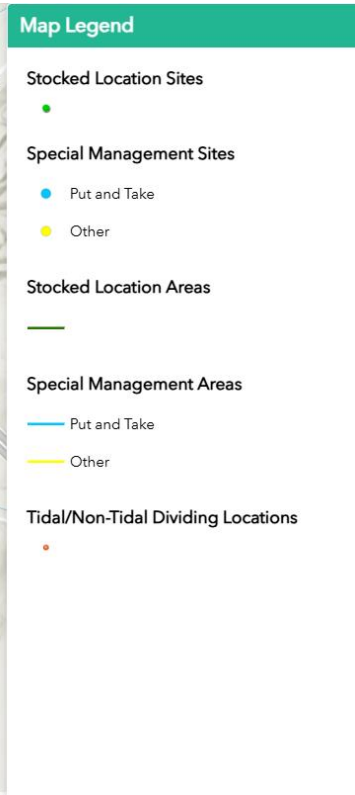 Map Legend
Stocked Location Sites
Special Management Sites
Put and Take
Other
Stocked Location Areas
Special Management Areas
Put and Take
Other
Tidal/Non-Tidal Dividing Locations